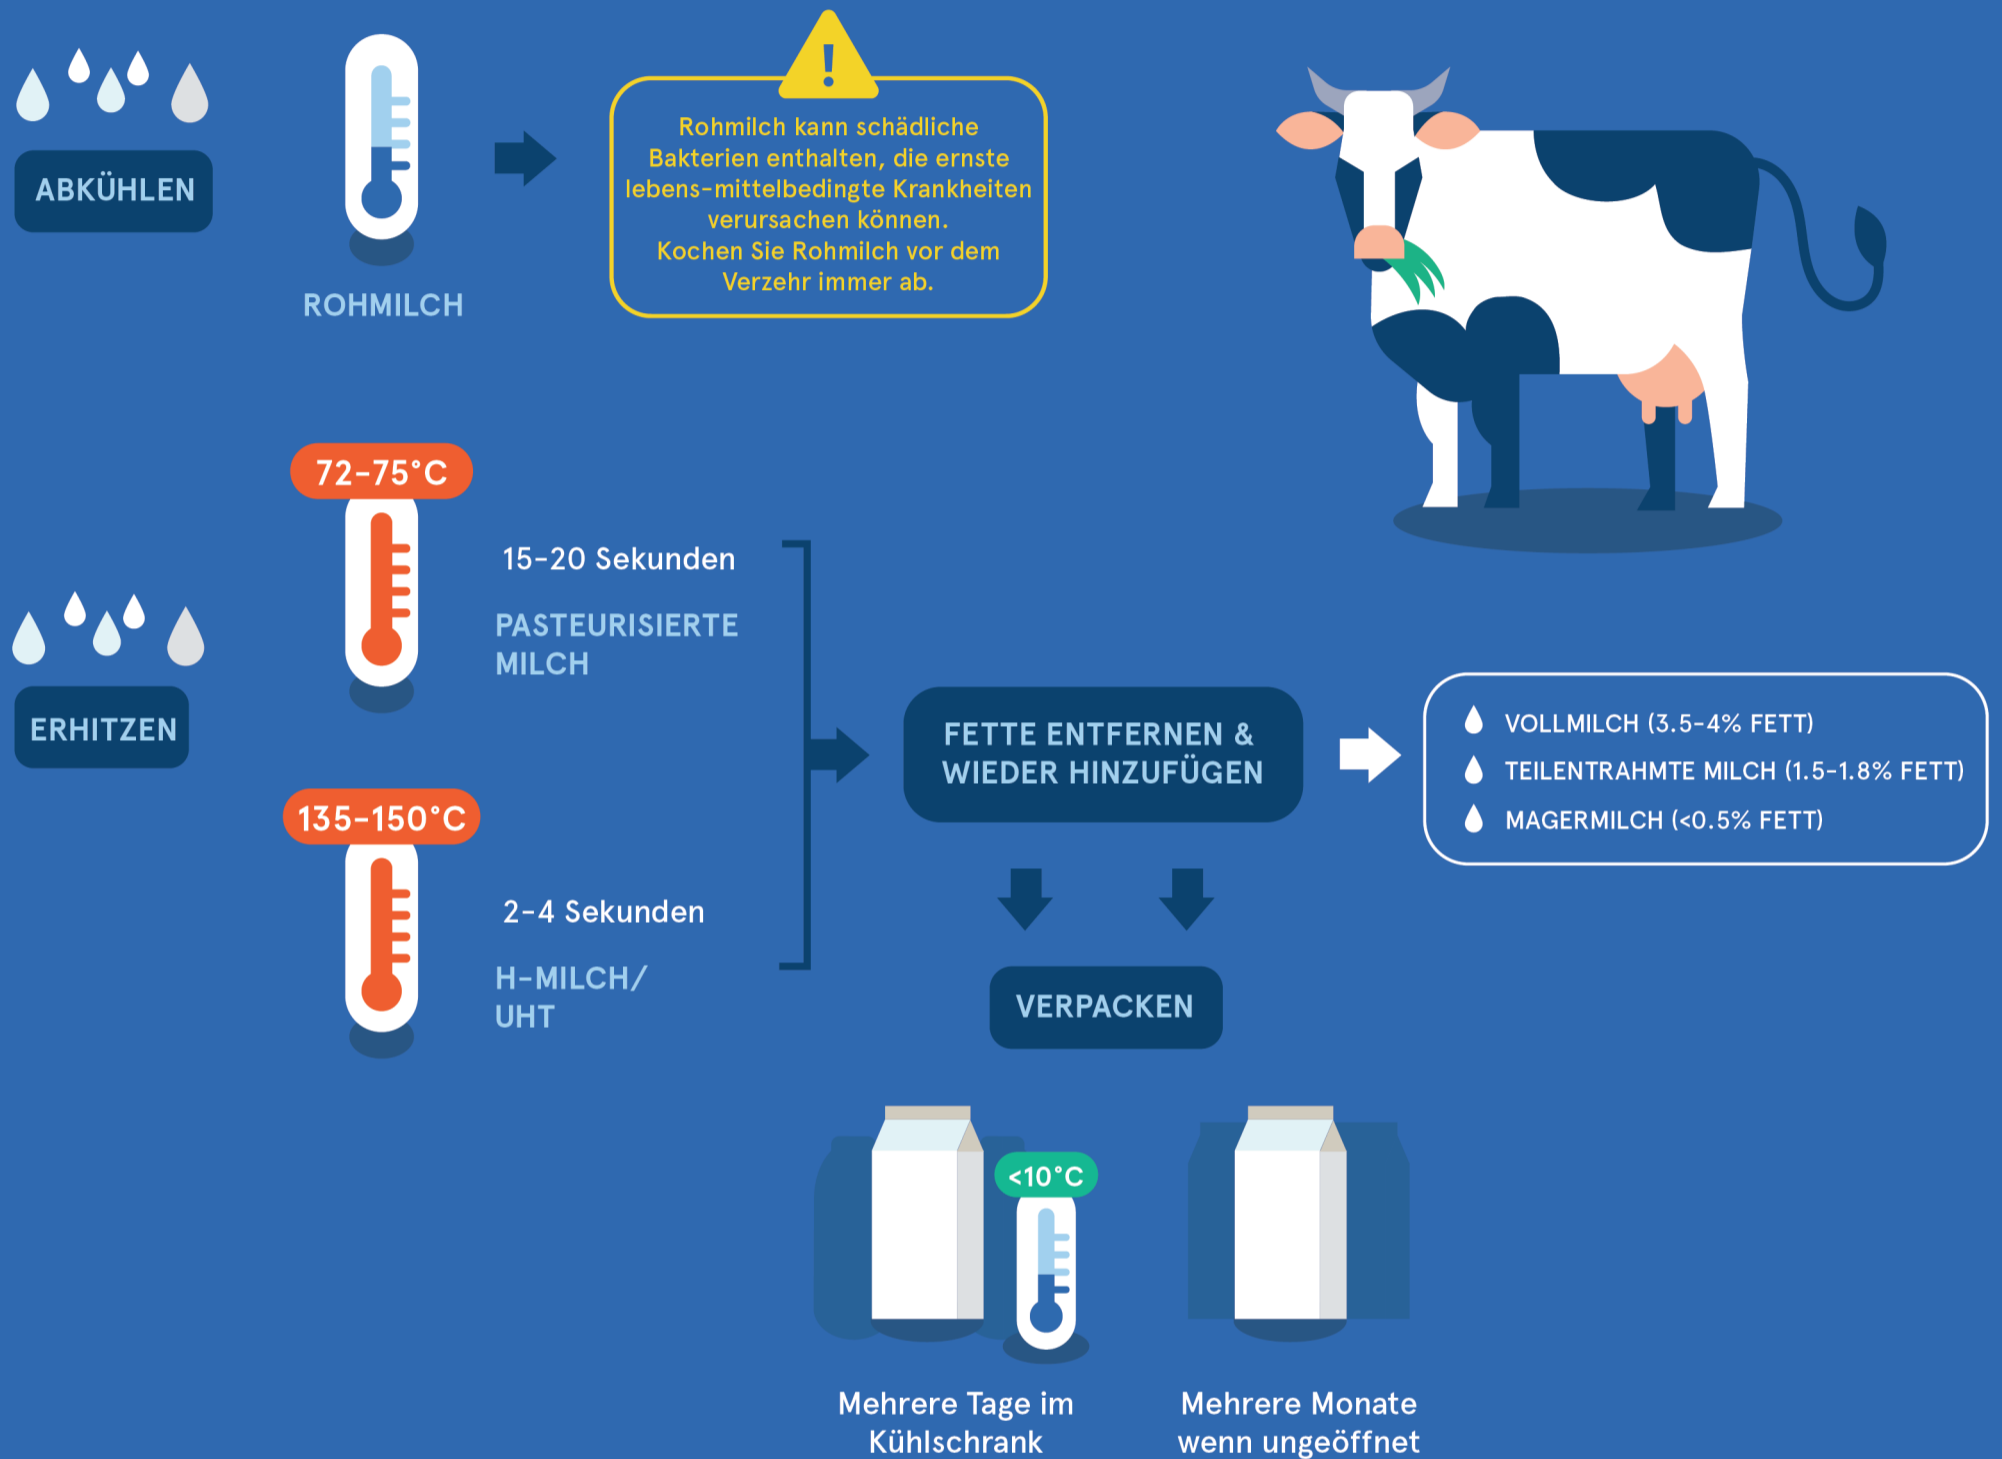 ABKÜHLEN
ROHMILCH
!
Rohmilch kann schädliche
Bakterien enthalten, die ernste
lebens-mittelbedingte Krankheiten
verursachen können.
Kochen Sie Rohmilch vor dem
Verzehr immer ab.
ERHITZEN
72-75°C
15-20 Sekunden
PASTEURISIERTE
MILCH
135-150°C
2-4 Sekunden
H-MILCH/
UHT
FETTE ENTFERNEN &
WIEDER HINZUFÜGEN
VOLLMILCH (3.5-4% FETT)
TEILENTRAHMTE MILCH (1.5-1.8% FETT)
MAGERMILCH (<0.5% FETT)
VERPACKEN
<10°C
Mehrere Tage im
Kühlschrank
Mehrere Monate
wenn ungeöffnet